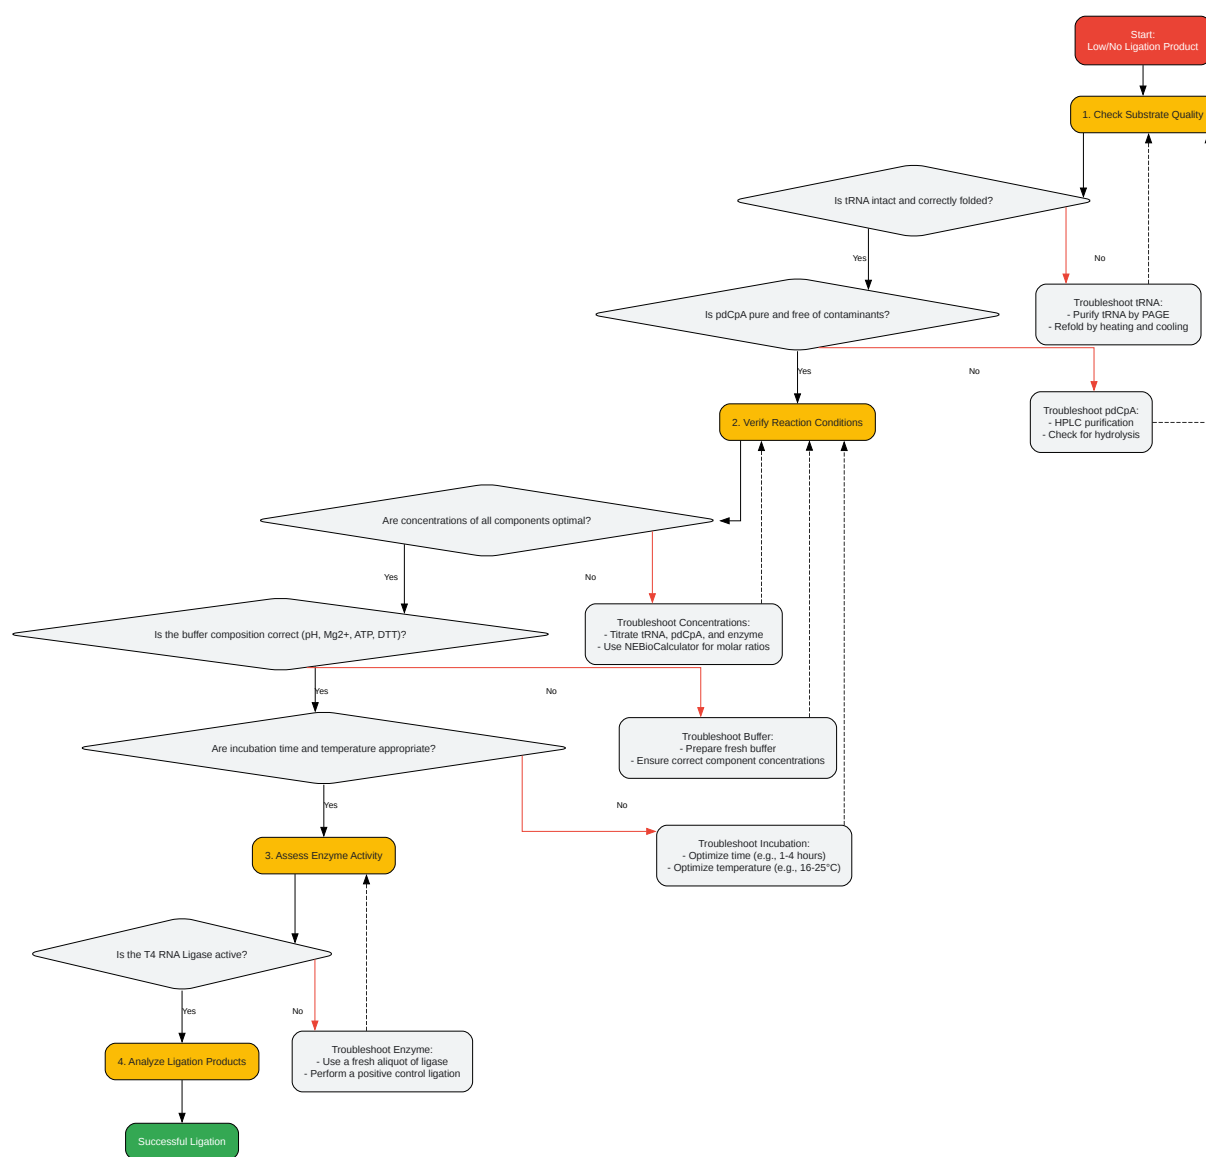 Start:
Low/No Ligation Product
1. Check Substrate Quality
Is tRNA intact and correctly folded?
Yes
No
Is pdCpA pure and free of contaminants?
Troubleshoot tRNA:
- Purify tRNA by PAGE
- Refold by heating and cooling
Yes
No
2. Verify Reaction Conditions
Troubleshoot pdCpA:
- HPLC purification
- Check for hydrolysis
Are concentrations of all components optimal?
Yes
No
Is the buffer composition correct (pH, Mg2+, ATP, DTT)?
Troubleshoot Concentrations:
- Titrate tRNA, pdCpA, and enzyme
- Use NEBioCalculator for molar ratios
Yes
No
Are incubation time and temperature appropriate?
Troubleshoot Buffer:
- Prepare fresh buffer
- Ensure correct component concentrations
Yes
No
3. Assess Enzyme Activity
Troubleshoot Incubation:
- Optimize time (e.g., 1-4 hours)
- Optimize temperature (e.g., 16-25°C)
Is the T4 RNA Ligase active?
Yes
No
4. Analyze Ligation Products
Troubleshoot Enzyme:
- Use a fresh aliquot of ligase
- Perform a positive control ligation
Successful Ligation